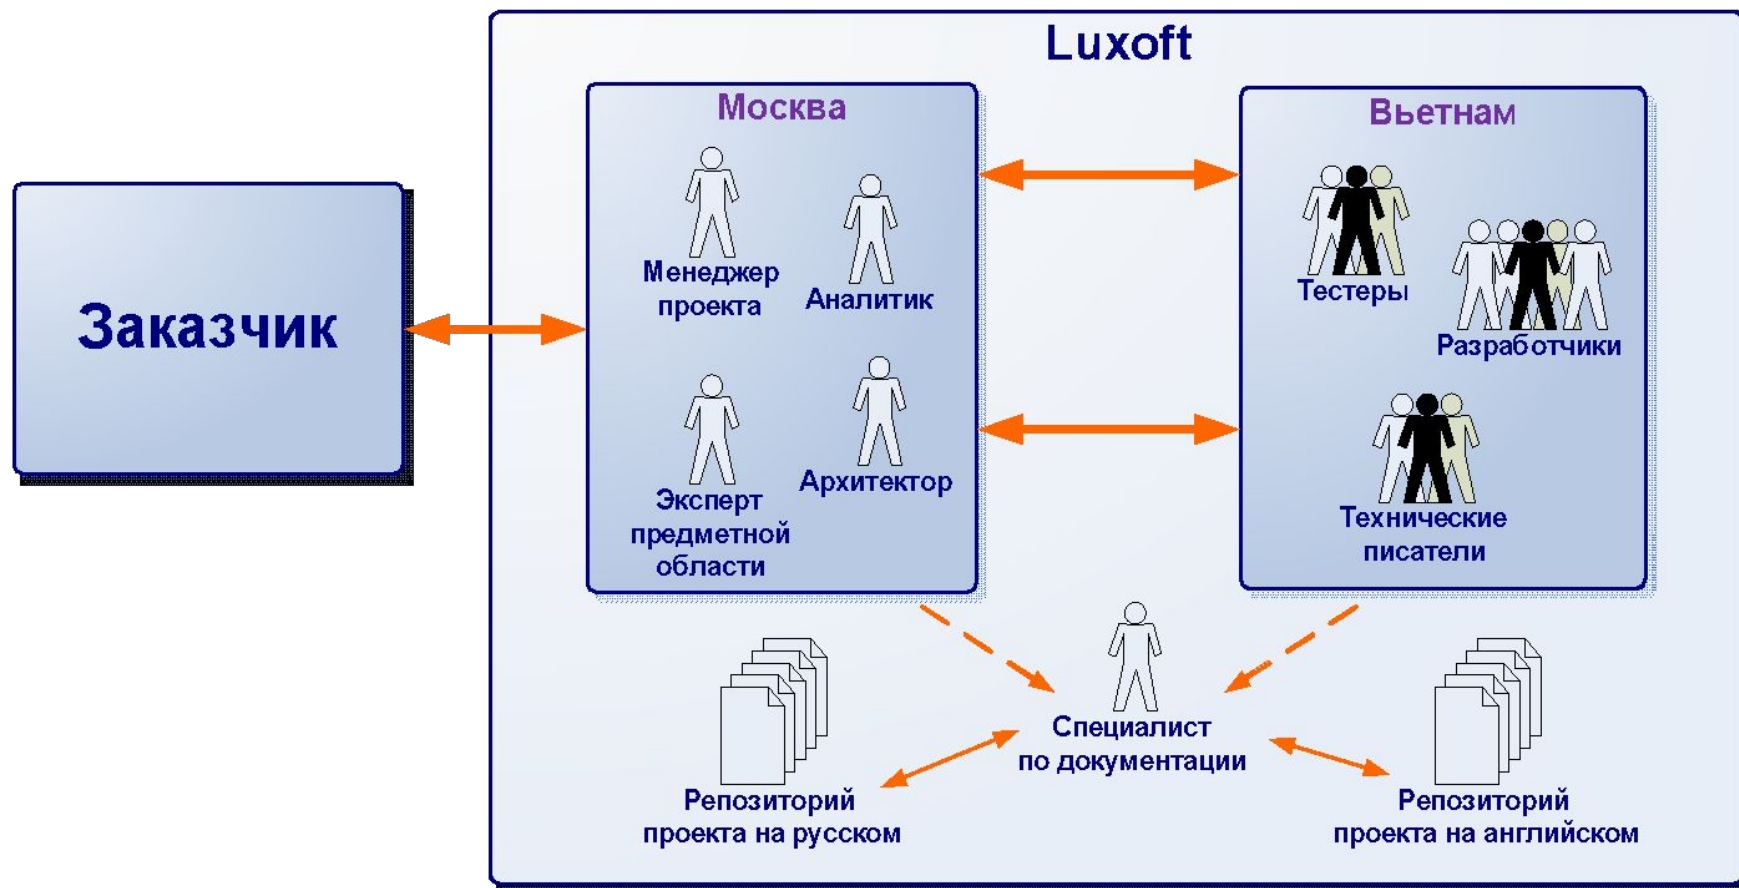 Luxoft
Москва
Вьетнам
Заказчик
Менеджер
проекта
Аналитик
Эксперт
предметной
области
Архитектор
Тестеры
Разработчики
Технические
писатели
Специалист
по документации
Репозиторий
проекта на русском
Репозиторий
проекта на английском